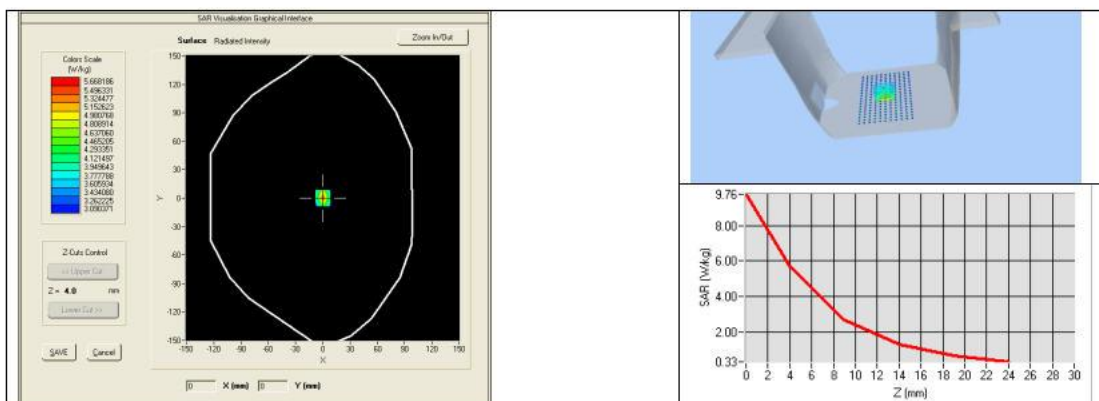 SAR Visualisation Graphical Interface
Surface Radiated Intensity
Zoom In/Out
Colors Scale
(W/kg)
5.668186
5.496331
5.324477
5.152623
4.980768
4.808914
4.637060
4.465205
4.293351
4.121497
3.949643
3.777788
3.605934
3.434080
3.262225
3.090371
150
120
90
60
30
0
-30
-60
-90
-120
-150
Y
-150 -120 -90 -60 -30 0 30 60 90 120 150
X
Z-Cuts Control
<< Upper Cut
Z = 4.0 mm
Lower Cut >>
SAVE Cancel
0 X (mm) 0 Y (mm)
9.76
8.00
6.00
4.00
2.00
0.33
SAR (W/kg)
0 2 4 6 8 10 12 14 16 18 20 22 24 26 28 30
Z (mm)